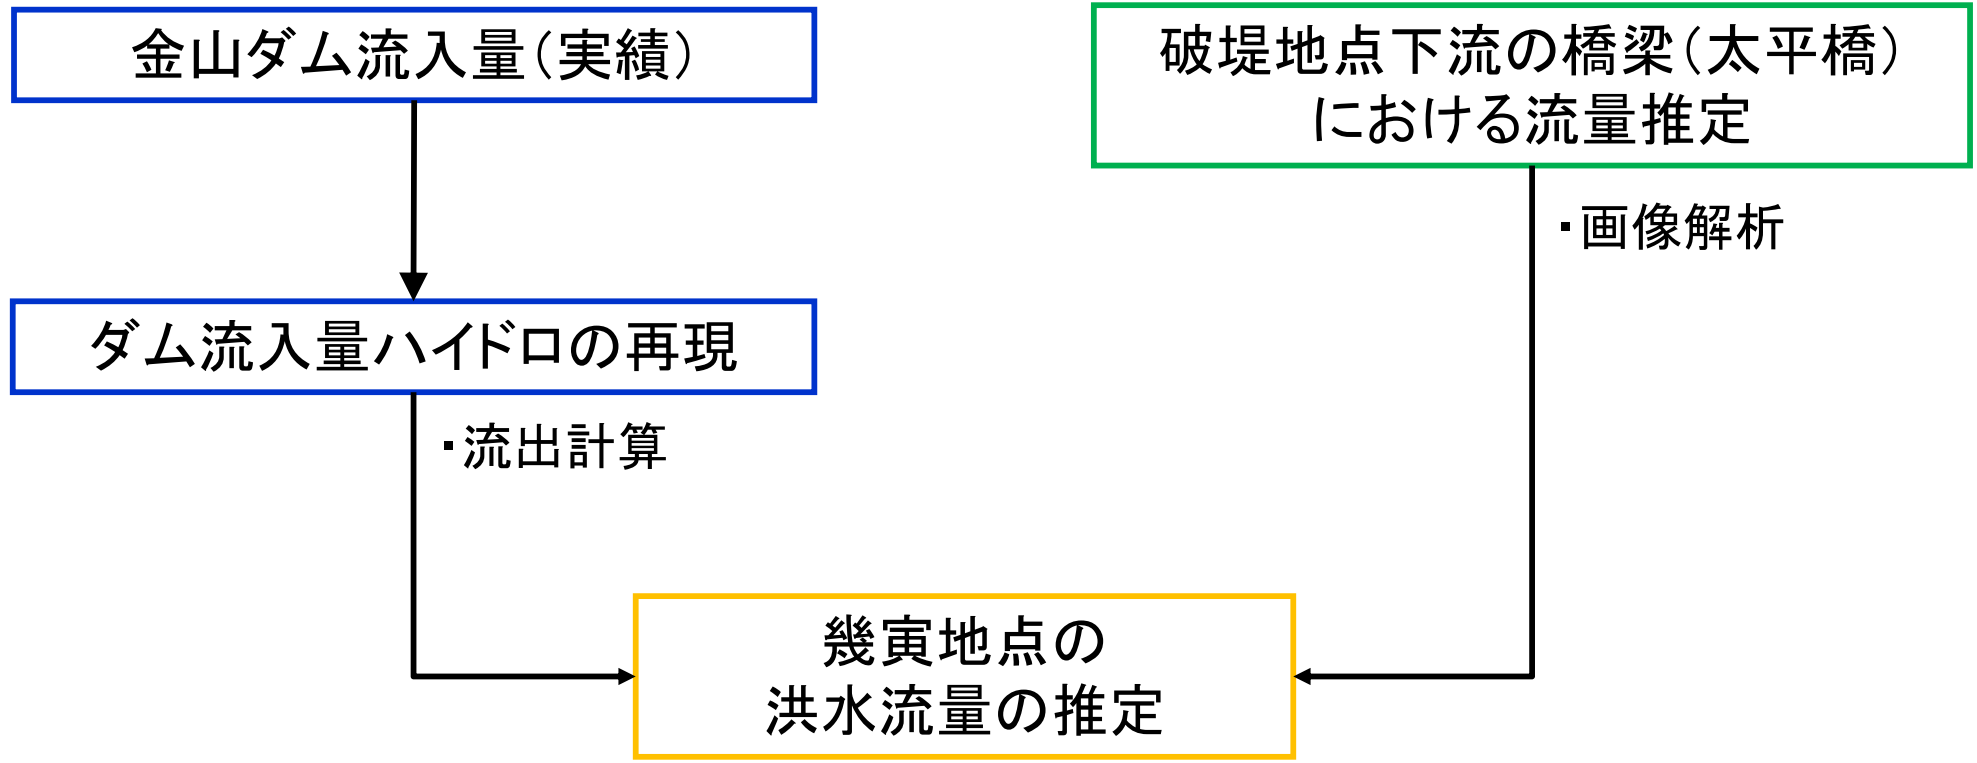 金山ダム流入量（実績）
ダム流入量ハイドロの再現
・流出計算
破堤地点下流の橋梁（太平橋）
における流量推定
・画像解析
幾寅地点の
洪水流量の推定